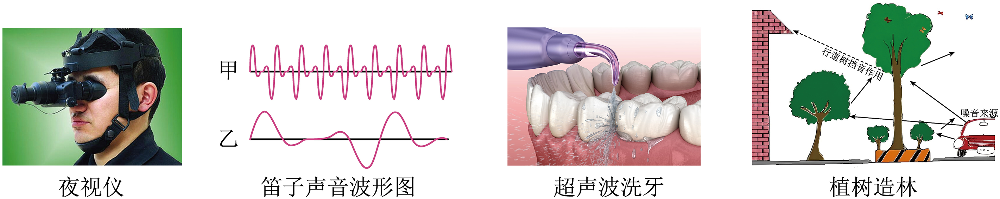 甲
乙
行道树挡音作用
噪音来源
夜视仪
笛子声音波形图
超声波洗牙
植树造林